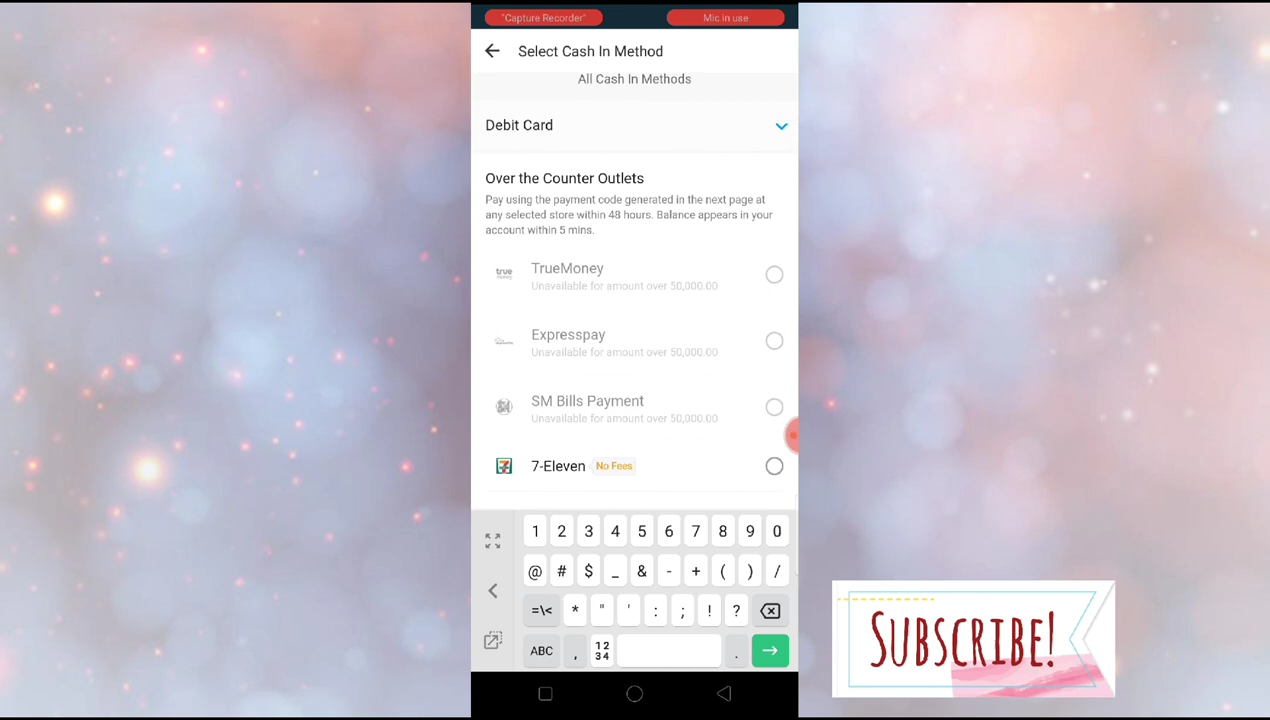 "Capture Recorder"
Mic in use
Select Cash In Method
All Cash In Methods
Debit Card
Over the Counter Outlets
Pay using the payment code generated in the next page at
any selected store within 48 hours. Balance appears in your
account within 5 mins.
true
money
TrueMoney
Unavailable for amount over 50,000.00
Expresspay
Unavailable for amount over 50,000.00
SM
SM Bills Payment
Unavailable for amount over 50,000.00
7
7-Eleven No Fees
1 2 3 4 5 6 7 8 9 0
@ # $ _ & - + ( ) /
=\< * " ' : ; ! ?
ABC , 12 34 .
SUBSCRIBE!